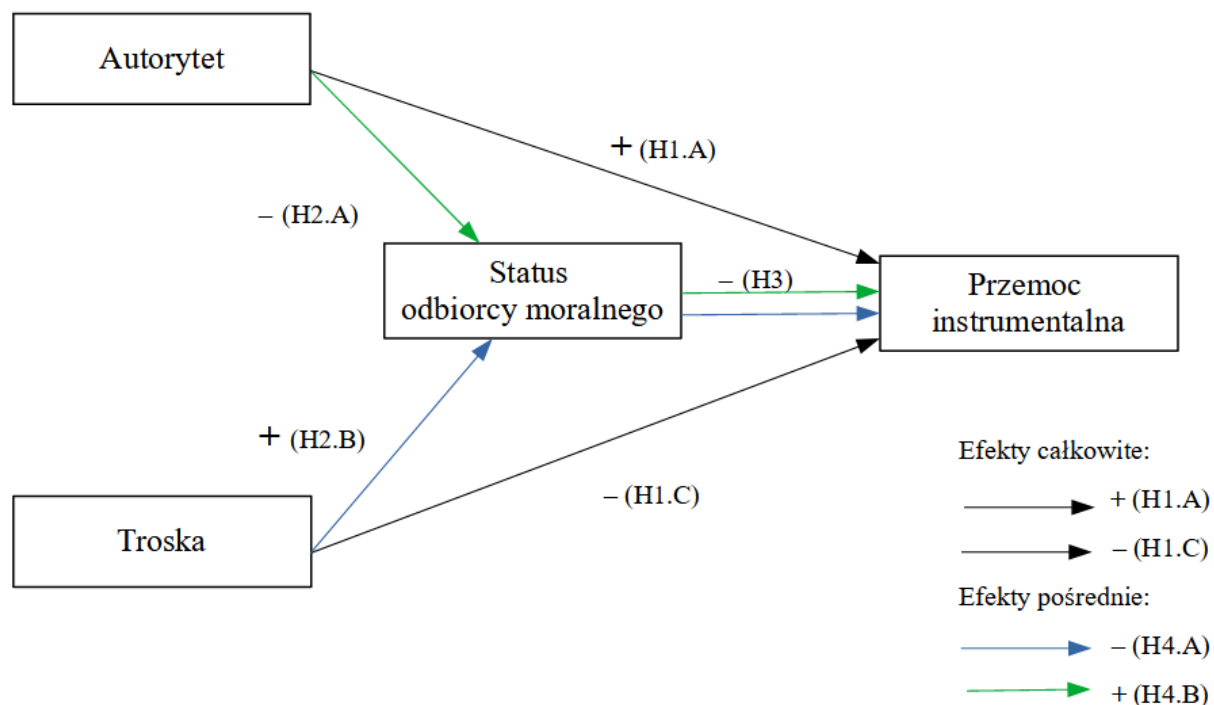 Autorytet
+ (H1.A)
– (H2.A)
Status
odbiorcy moralnego
– (H3)
Przemoc
instrumentalna
+ (H2.B)
– (H1.C)
Troska
Efekty całkowite:
+ (H1.A)
– (H1.C)
Efekty pośrednie:
– (H4.A)
+ (H4.B)